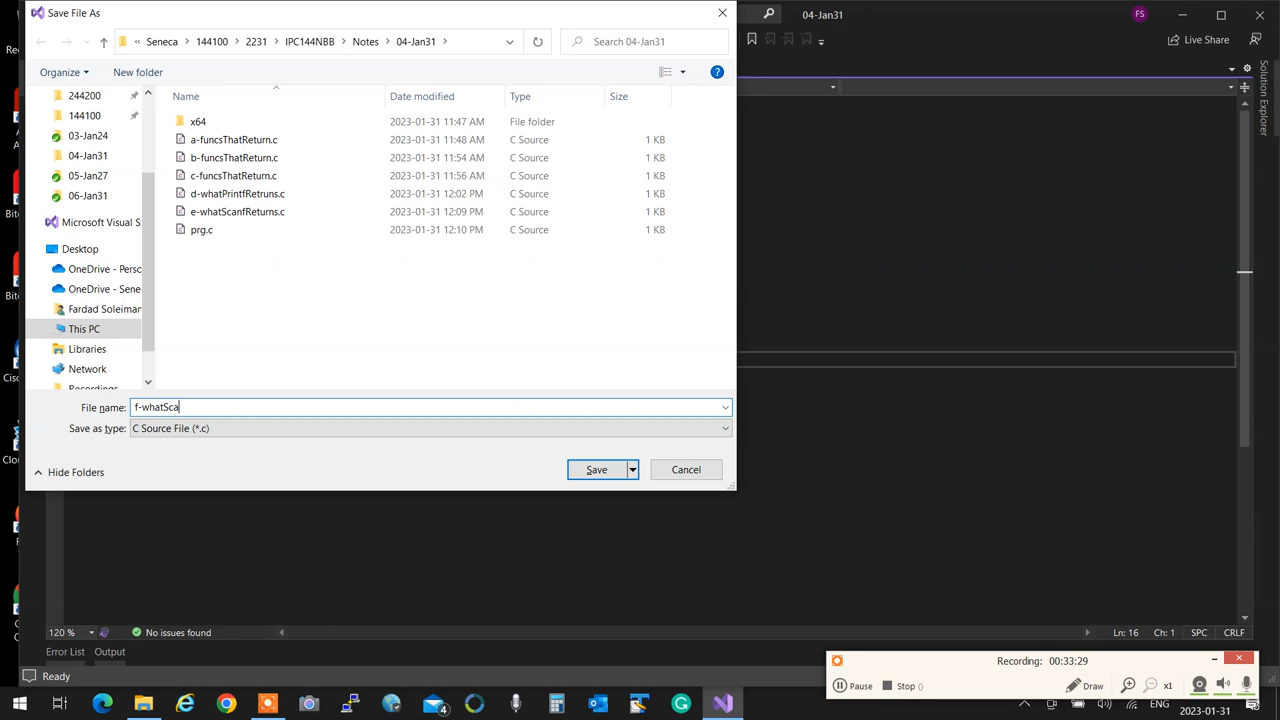 Save File As
04-Jan31
FS
« Seneca > 144100 > 2231 > IPC144NBB > Notes > 04-Jan31 >
Search 04-Jan31
Live Share
Organize
New folder
Name
Date modified
Type
Size
244200
144100
03-Jan24
04-Jan31
05-Jan27
06-Jan31
Microsoft Visual S
Desktop
OneDrive - Perso
OneDrive - Sene
Fardad Soleiman
This PC
Libraries
Network
Recordings
x64 2023-01-31 11:47 AM File folder
a-funcsThatReturn.c 2023-01-31 11:48 AM C Source 1 KB
b-funcsThatReturn.c 2023-01-31 11:54 AM C Source 1 KB
c-funcsThatReturn.c 2023-01-31 11:56 AM C Source 1 KB
d-whatPrintfRetruns.c 2023-01-31 12:02 PM C Source 1 KB
e-whatScanfReturns.c 2023-01-31 12:09 PM C Source 1 KB
prg.c 2023-01-31 12:10 PM C Source 1 KB
File name: f-whatSca
Save as type: C Source File (*.c)
Hide Folders
Save
Cancel
Solution Explorer
120 %
No issues found
Ln: 16 Ch: 1 SPC CRLF
Error List
Output
Ready
Recording: 00:33:29
Pause
Stop ()
Draw
x1
4
ENG
2023-01-31
Bit
Cisc
Clou